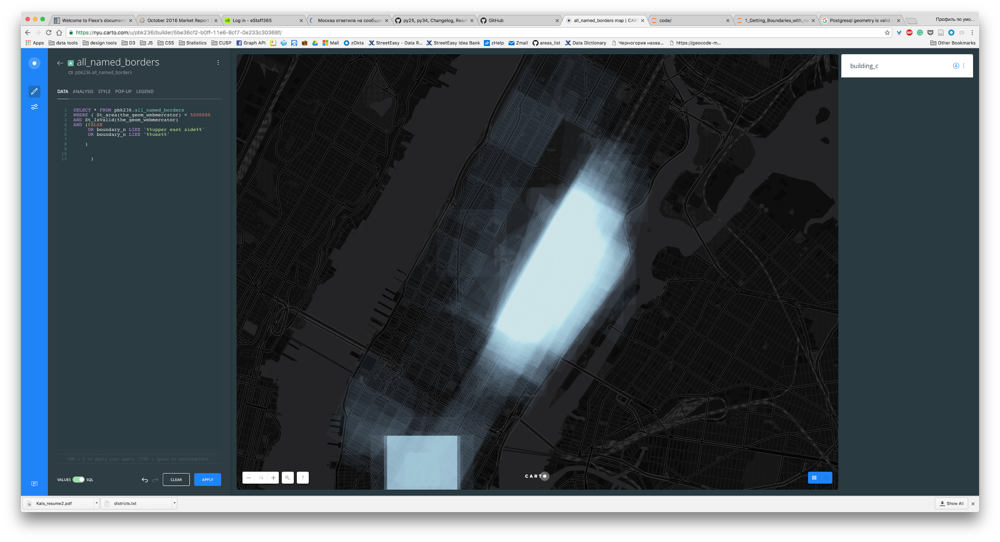 Welcome to Flexx's documenta
October 2016 Market Report D
eS Log in - eStaff365
Москва ответила на сообщен
py25, py34, Changelog, Readm
GitHub
all_named_borders map | CART
code/
1_Getting_Boundaries_with_na
Postgresql geometry is valid -
Профиль по умо...
https://nyu.carto.com/u/pbk236/builder/5be36cf2-b0ff-11e6-8cf7-0e233c30368f/
ABP
Apps data tools design tools D3 JS CSS Statistics CUSP Graph API Mail zOkta StreetEasy - Data R... StreetEasy Idea Bank zHelp Zmail areas_list Data Dictionary Черногория назва... https://geocode-m... Other Bookmarks
A all_named_borders
pbk236.all_named_borders
DATA ANALYSIS STYLE POP-UP LEGEND
1 SELECT * FROM pbk236.all_named_borders
2 WHERE ( St_area(the_geom_webmercator) < 5000000
3 AND St_IsValid(the_geom_webmercator)
4 AND (FALSE
5 OR boundary_n LIKE '%%upper east side%%'
6 OR boundary_n LIKE '%%ues%%'
7
8 )
9
10
11 )
CMD + S to apply your query. CTRL + Space to autocomplete.
VALUES SQL CLEAR APPLY
14
?
CARTO
building_c
Kats_resume2.pdf
districts.txt
Show All